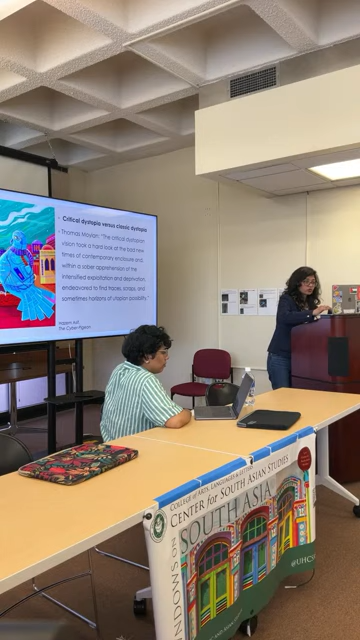 Critical dystopia versus classic dystopia
Thomas Moylan: "The critical dystopian
vision took a hard look at the bad new
times of contemporary enclosure and,
within a sober apprehension of the
intensified exploitation and deprivation,
endeavored to find traces, scraps, and
sometimes horizons of utopian possibility."
The Cyber-Pigeon
COLLEGE OF ARTS, LANGUAGES & LETTERS
CENTER FOR SOUTH ASIAN STUDIES
WINDOWS ON
SOUTH ASIA